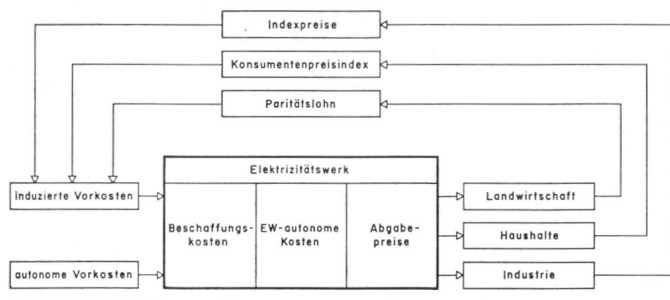 Indexpreise
Konsumentenpreisindex
Paritätslohn
Elektrizitätswerk
induzierte Vorkosten
Beschaffungs-
kosten
EW-autonome
Kosten
Abgabe-
preise
Landwirtschaft
Haushalte
autonome Vorkosten
Industrie